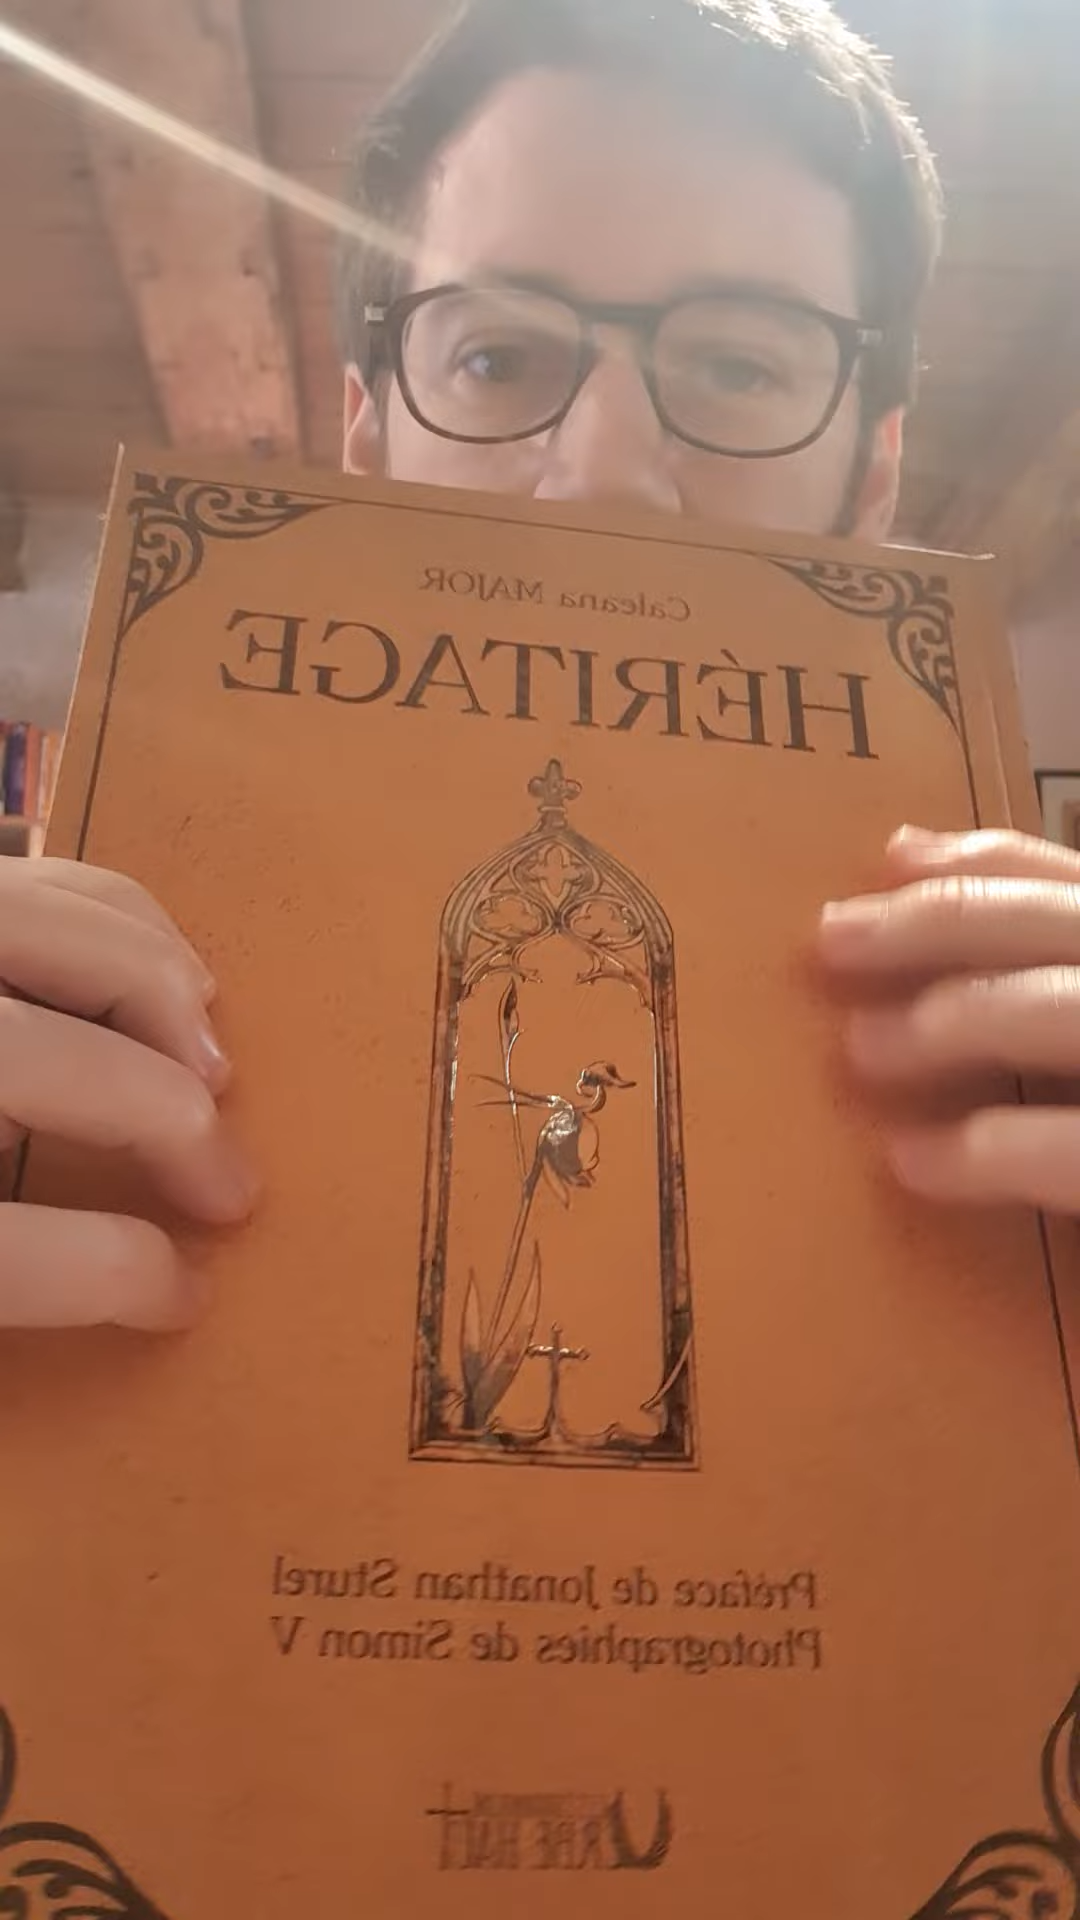 Caleana MAJOR
HÉRITAGE
Préface de Jonathan Sturel
Photographies de Simon V